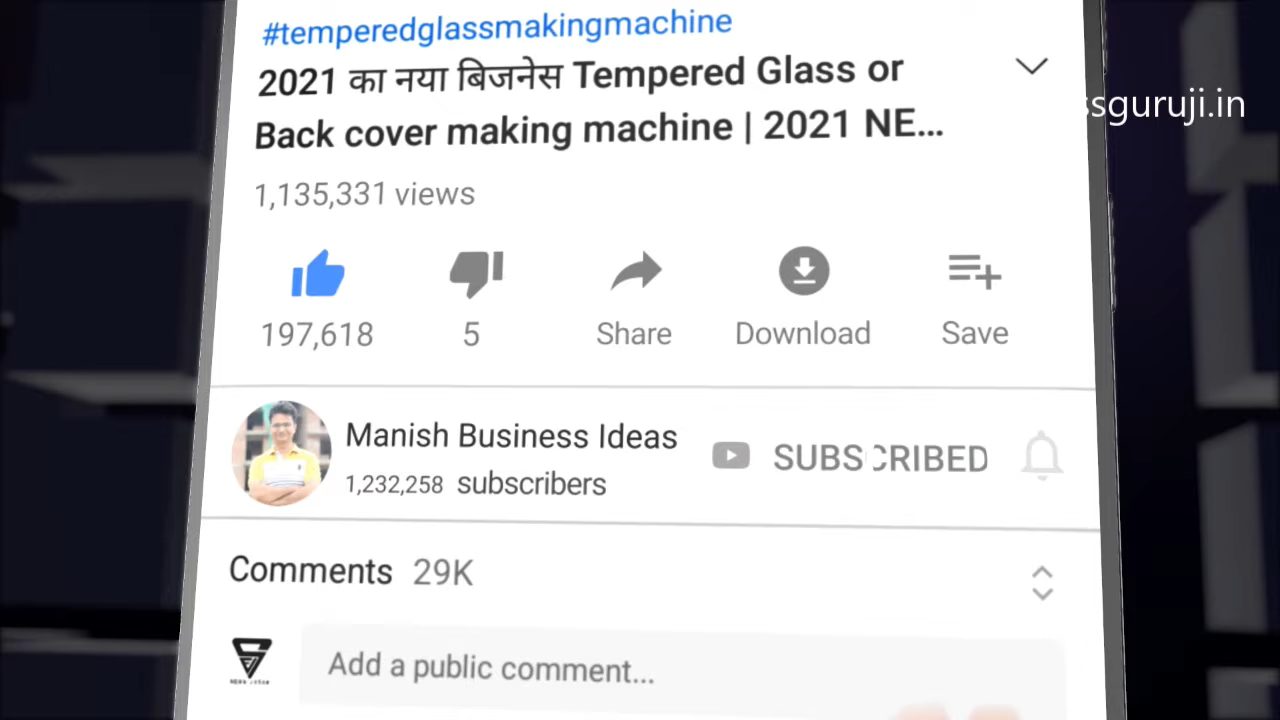 #temperedglassmakingmachine
2021 का नया बिजनेस Tempered Glass or
Back cover making machine | 2021 NE...
ssguruji.in
1,135,331 views
197,618
5
Share
Download
Save
Manish Business Ideas
1,232,258 subscribers
SUBSCRIBED
Comments 29K
Add a public comment...